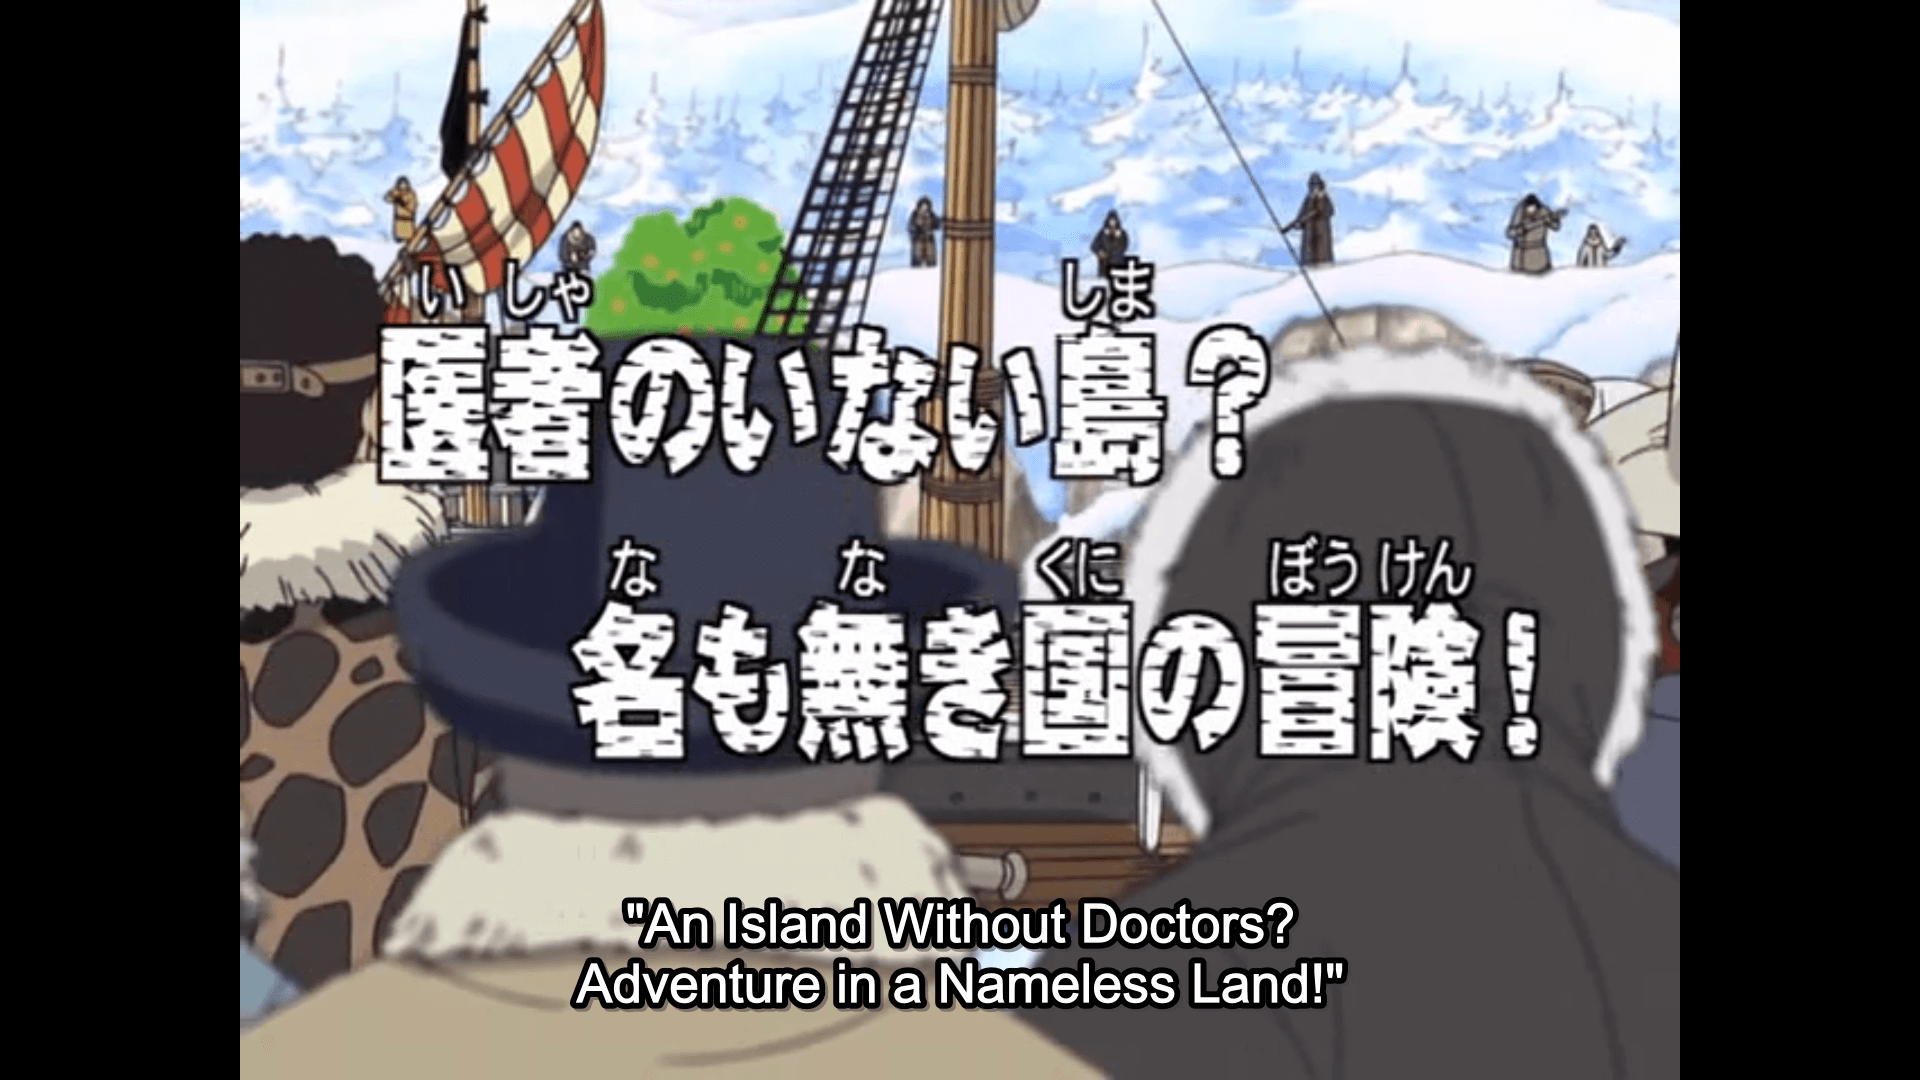 いしゃ しま
医者のいない島?
な な くに ぼうけん
名も無き国の冒険!
"An Island Without Doctors?
Adventure in a Nameless Land!"